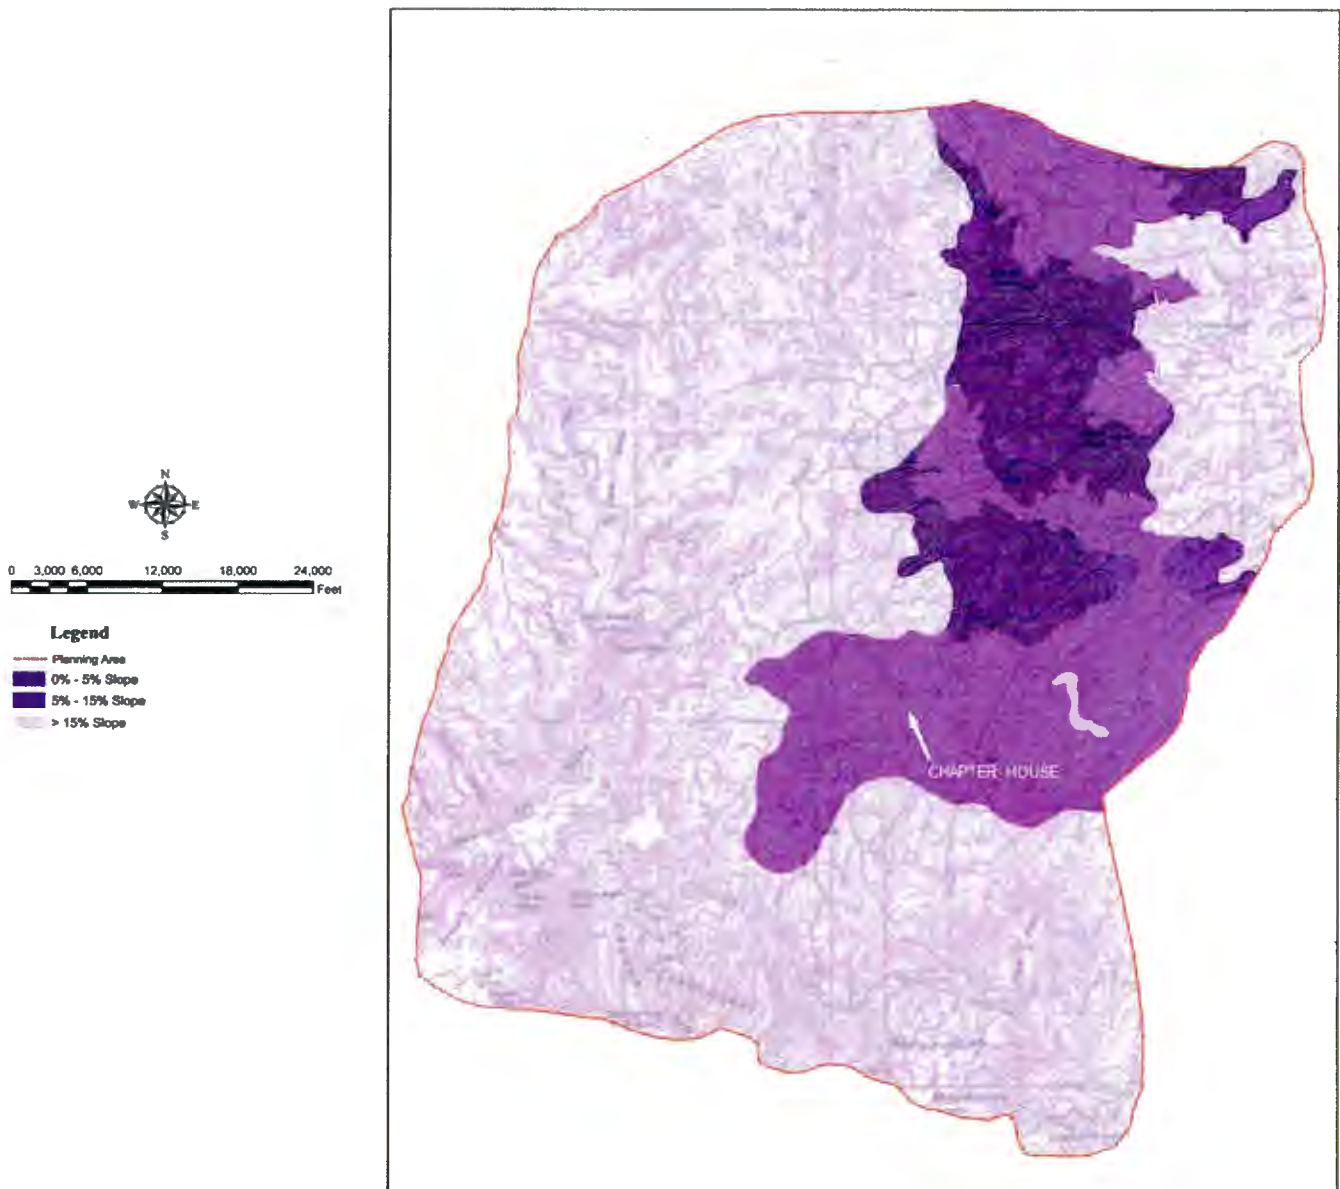 N
W E
S
0 3,000 6,000 12,000 18,000 24,000
Feet
Legend
Planning Area
0% - 5% Slope
5% - 15% Slope
> 15% Slope
CHAPTER HOUSE